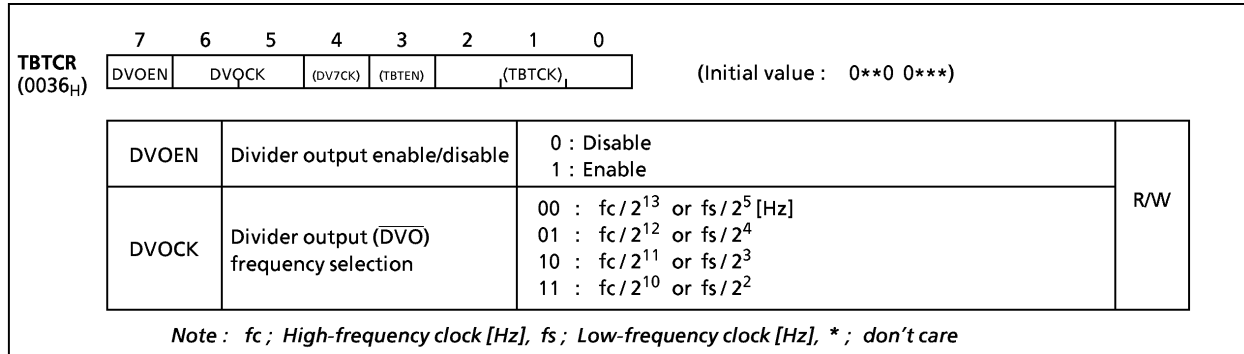 7 6 5 4 3 2 1 0
TBTCR
(0036H)
DVOEN DVOCK (DV7CK) (TBTEN) (TBTCK) (Initial value : 0**0 0***)
DVOEN Divider output enable/disable 0 : Disable
1 : Enable
R/W
DVOCK Divider output (D̅V̅O̅) frequency selection
00 : fc/2^13 or fs/2^5 [Hz]
01 : fc/2^12 or fs/2^4
10 : fc/2^11 or fs/2^3
11 : fc/2^10 or fs/2^2
Note : fc ; High-frequency clock [Hz], fs ; Low-frequency clock [Hz], * ; don't care